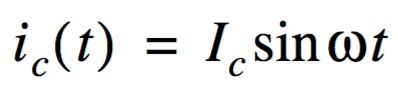 i_c(t) = I_c sin ωt